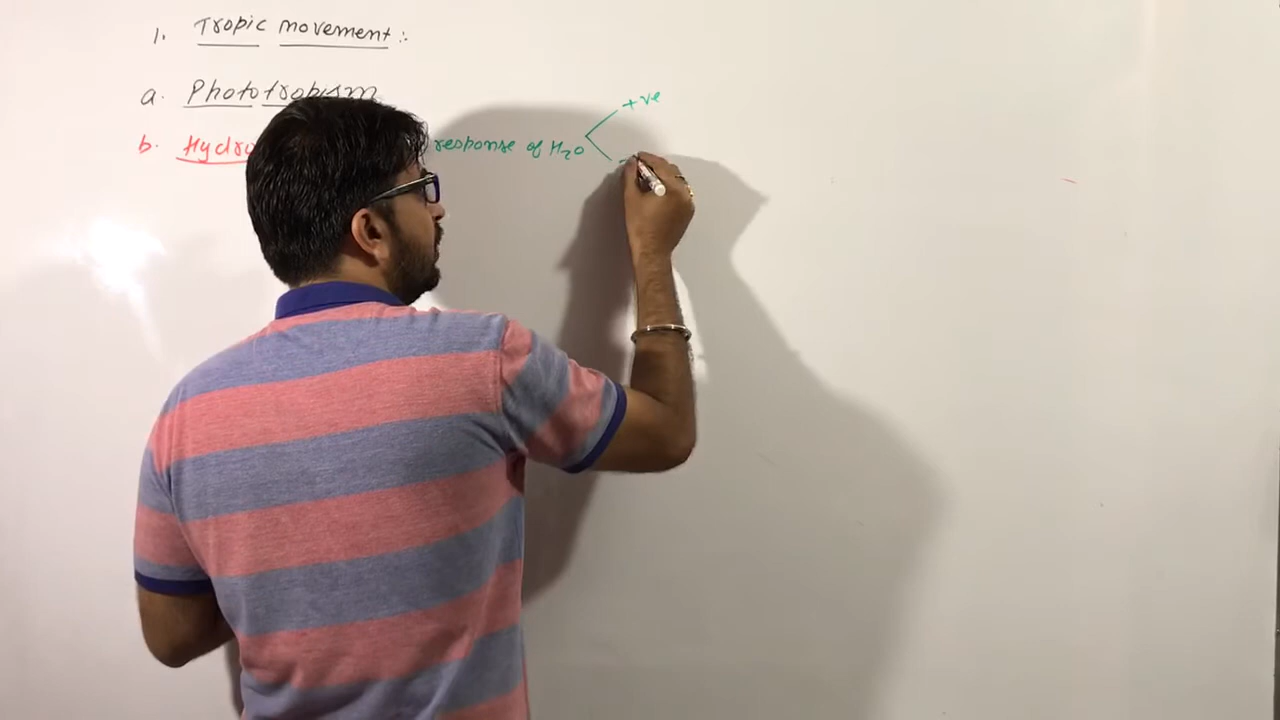 1. Tropic movement :
a. Phototropism
b. Hydro response of H2O
+ve
-